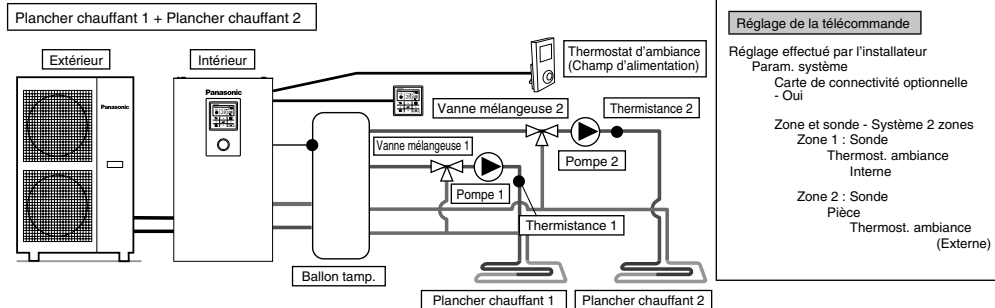 Plancher chauffant 1 + Plancher chauffant 2
Extérieur
Intérieur
Panasonic
Panasonic
Thermostat d'ambiance
(Champ d'alimentation)
Vanne mélangeuse 2
Thermistance 2
Vanne mélangeuse 1
Pompe 2
Pompe 1
Thermistance 1
Ballon tamp.
Plancher chauffant 1
Plancher chauffant 2
Réglage de la télécommande
Réglage effectué par l'installateur
Param. système
Carte de connectivité optionnelle
- Oui
Zone et sonde - Système 2 zones
Zone 1 : Sonde
Thermost. ambiance
Interne
Zone 2 : Sonde
Pièce
Thermost. ambiance
(Externe)